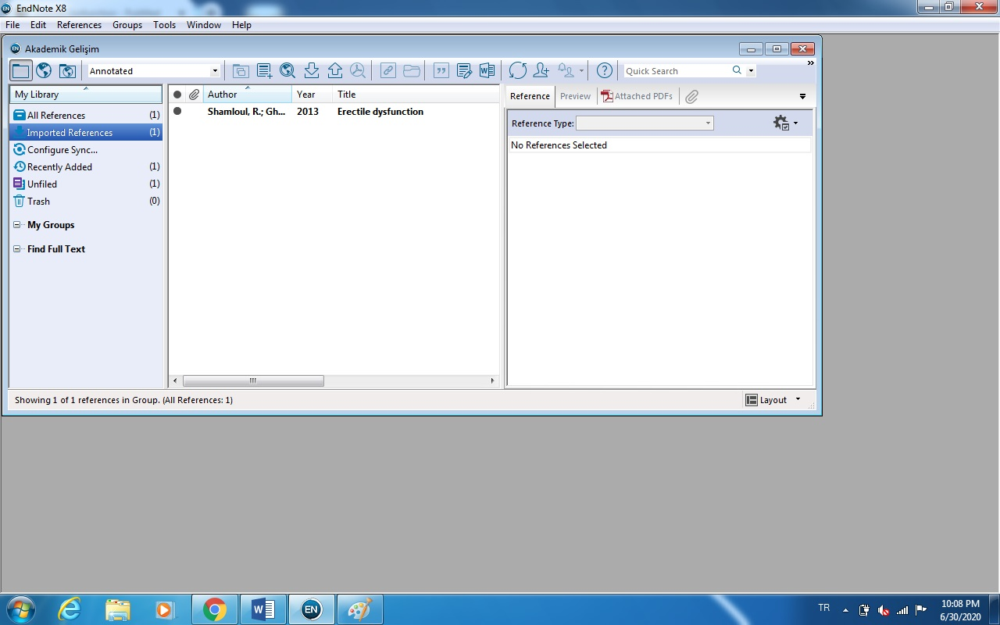 EndNote X8
File Edit References Groups Tools Window Help
Akademik Gelişim
Annotated
Quick Search
My Library
All References (1)
Imported References (1)
Configure Sync...
Recently Added (1)
Unfiled (1)
Trash (0)
My Groups
Find Full Text
Author Year Title
Shamloul, R.; Gh... 2013 Erectile dysfunction
Reference Preview Attached PDFs
Reference Type:
No References Selected
Showing 1 of 1 references in Group. (All References: 1)
Layout
TR
10:08 PM
6/30/2020